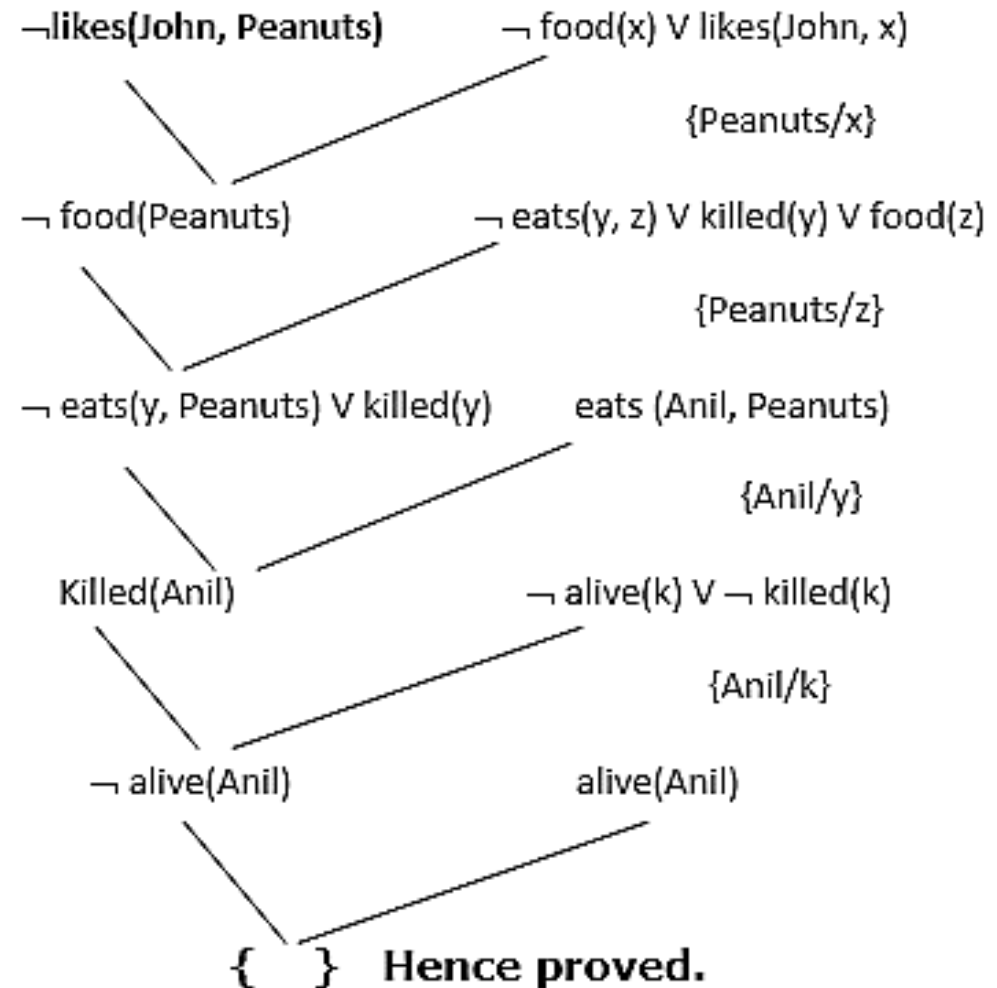 ¬likes(John, Peanuts) ¬ food(x) V likes(John, x)
{Peanuts/x}
¬ food(Peanuts) ¬ eats(y, z) V killed(y) V food(z)
{Peanuts/z}
¬ eats(y, Peanuts) V killed(y) eats (Anil, Peanuts)
{Anil/y}
Killed(Anil) ¬ alive(k) V ¬ killed(k)
{Anil/k}
¬ alive(Anil) alive(Anil)
{ } Hence proved.